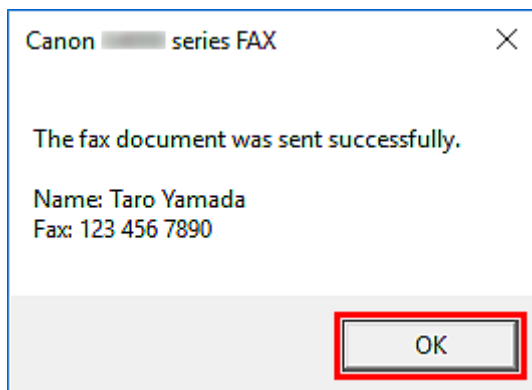 Canon series FAX
The fax document was sent successfully.
Name: Taro Yamada
Fax: 123 456 7890
OK